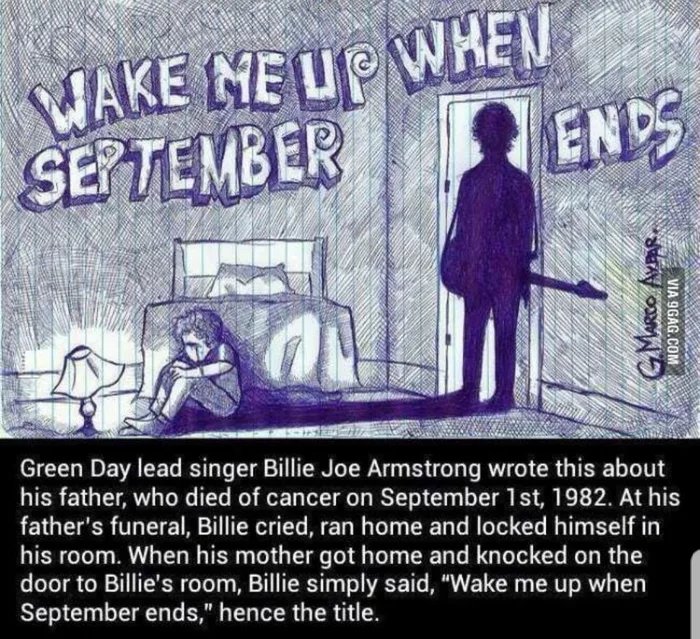 WAKE ME UP WHEN
SEPTEMBER ENDS
G. MARCO
VIA 9GAG.COM
Green Day lead singer Billie Joe Armstrong wrote this about
his father, who died of cancer on September 1st, 1982. At his
father's funeral, Billie cried, ran home and locked himself in
his room. When his mother got home and knocked on the
door to Billie's room, Billie simply said, "Wake me up when
September ends," hence the title.